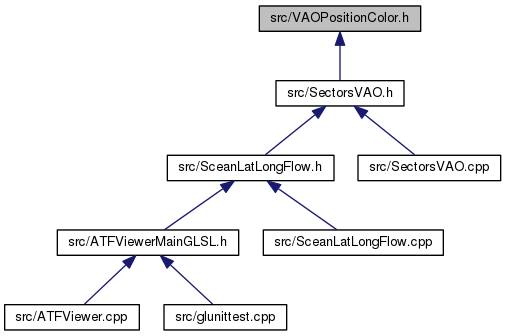 src/VAOPositionColor.h
src/SectorsVAO.h
src/SceanLatLongFlow.h
src/SectorsVAO.cpp
src/ATFViewerMainGLSL.h
src/SceanLatLongFlow.cpp
src/ATFViewer.cpp
src/glunittest.cpp